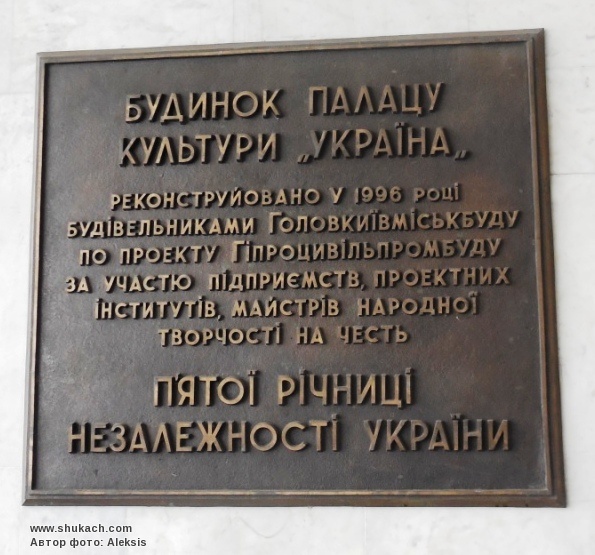 БУДИНОК ПАЛАЦУ
КУЛЬТУРИ „УКРАЇНА„
РЕКОНСТРУЙОВАНО У 1996 РОЦІ
БУДІВЕЛЬНИКАМИ ГОЛОВКИЇВМІСЬКБУДУ
ПО ПРОЕКТУ ГІПРОЦИВІЛЬПРОМБУДУ
ЗА УЧАСТЮ ПІДПРИЄМСТВ, ПРОЕКТНИХ
ІНСТИТУТІВ, МАЙСТРІВ НАРОДНОЇ
ТВОРЧОСТІ НА ЧЕСТЬ
П'ЯТОЇ РІЧНИЦІ
НЕЗАЛЕЖНОСТІ УКРАЇНИ
www.shukach.com
Автор фото: Aleksis